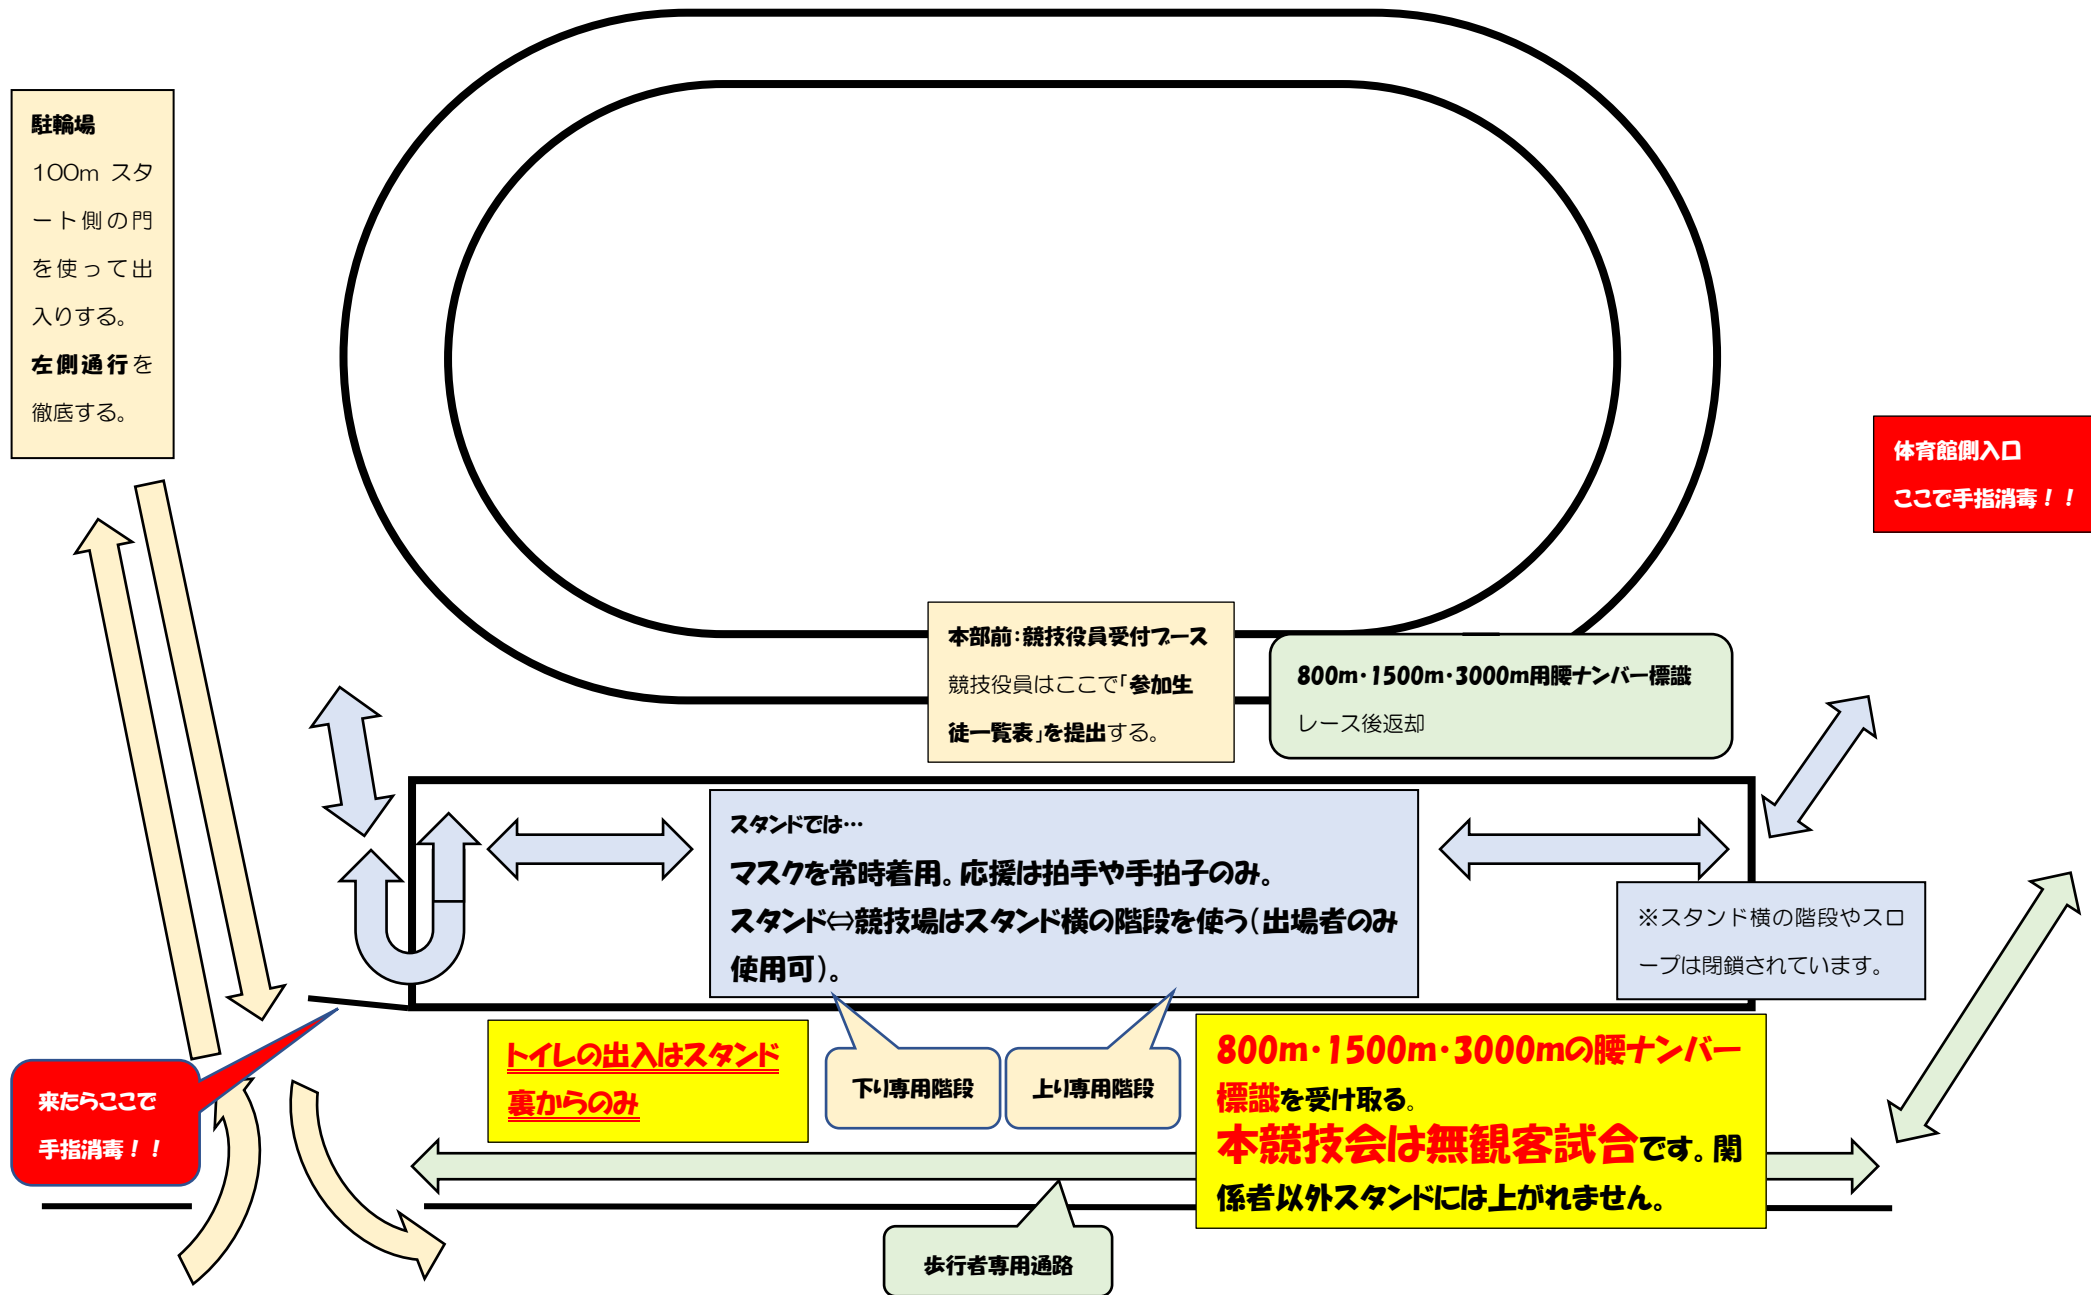 駐輪場
100m スタ
ート側の門
を使って出
入りする。
左側通行を
徹底する。
体育館側入口
ここで手指消毒！！
本部前：競技役員受付ブース
競技役員はここで「参加生
徒一覧表」を提出する。
800m・1500m・3000m用腰ナンバー標識
レース後返却
スタンドでは…
マスクを常時着用。応援は拍手や手拍子のみ。
スタンド⇔競技場はスタンド横の階段を使う（出場者のみ
使用可）。
※スタンド横の階段やスロ
ープは閉鎖されています。
来たらここで
手指消毒！！
トイレの出入はスタンド
裏からのみ
下り専用階段
上り専用階段
800m・1500m・3000mの腰ナンバー
標識を受け取る。
本競技会は無観客試合です。関
係者以外スタンドには上がれません。
歩行者専用通路